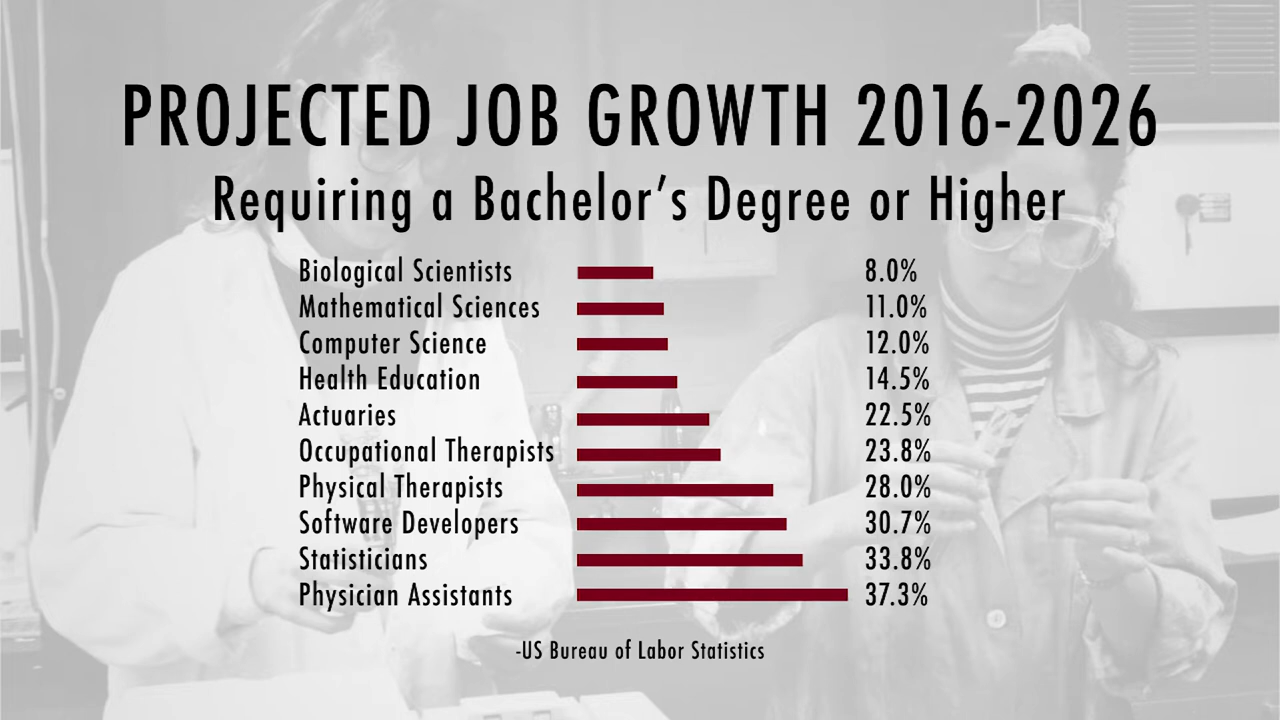 PROJECTED JOB GROWTH 2016-2026
Requiring a Bachelor’s Degree or Higher
Biological Scientists 8.0%
Mathematical Sciences 11.0%
Computer Science 12.0%
Health Education 14.5%
Actuaries 22.5%
Occupational Therapists 23.8%
Physical Therapists 28.0%
Software Developers 30.7%
Statisticians 33.8%
Physician Assistants 37.3%
-US Bureau of Labor Statistics